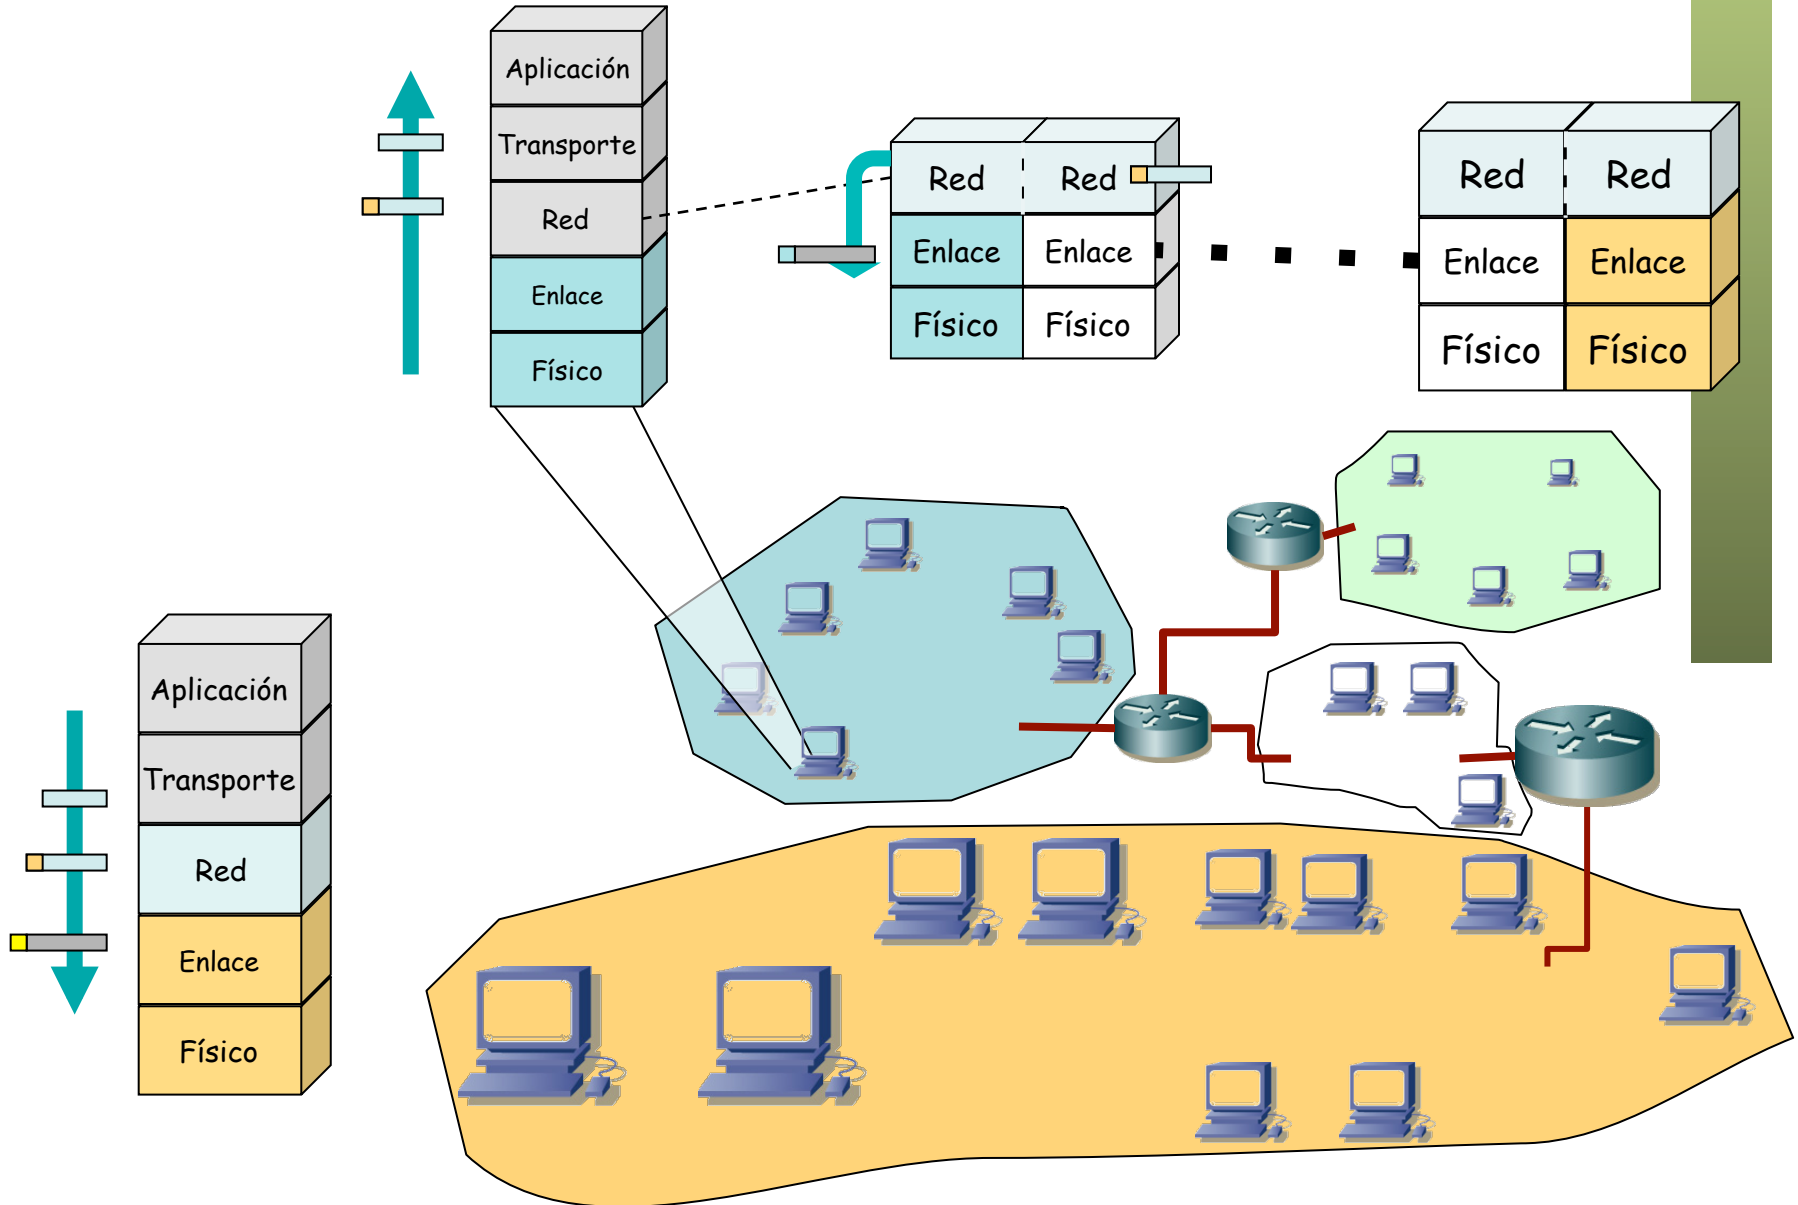 Aplicación
Transporte
Red
Enlace
Físico
Red Red
Enlace Enlace
Físico Físico
Red Red
Enlace Enlace
Físico Físico
Aplicación
Transporte
Red
Enlace
Físico